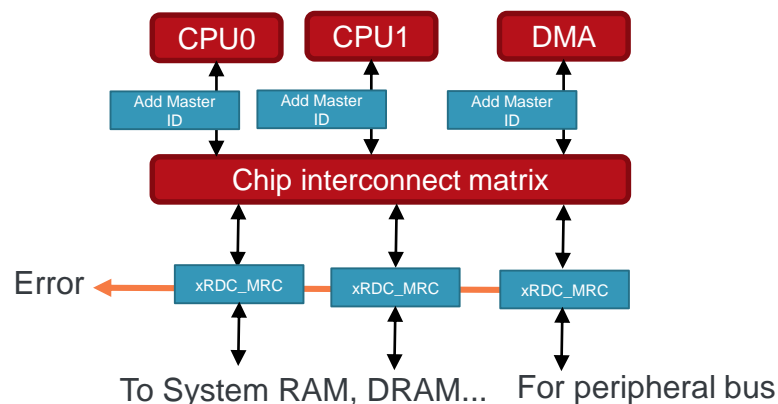 CPU0
CPU1
DMA
Add Master
ID
Add Master
ID
Add Master
ID
Chip interconnect matrix
Error
xRDC_MRC
xRDC_MRC
xRDC_MRC
To System RAM, DRAM...
For peripheral bus